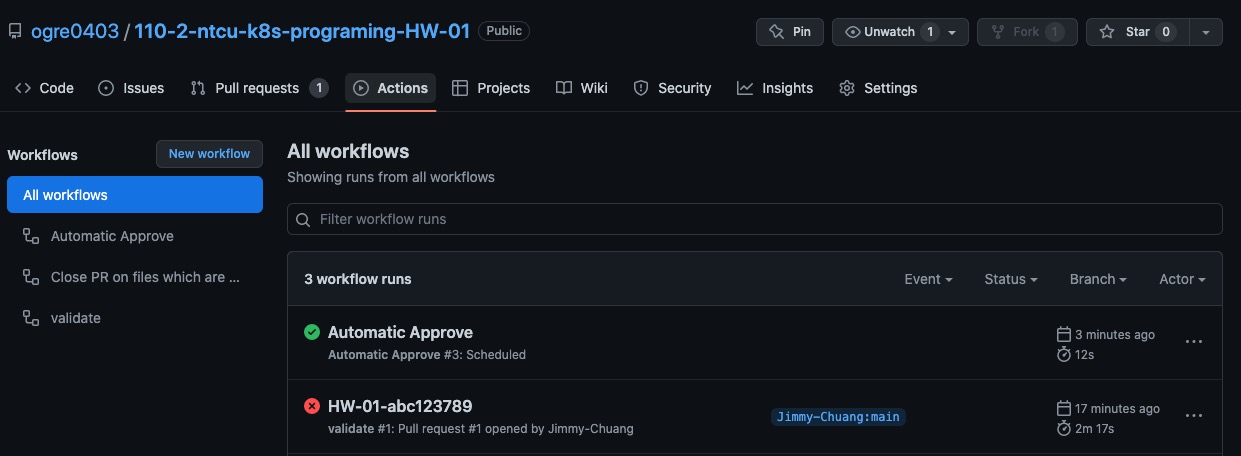 ogre0403 / 110-2-ntcu-k8s-programing-HW-01 Public
Pin Unwatch 1 Fork 1 Star 0
Code Issues Pull requests 1 Actions Projects Wiki Security Insights Settings
Workflows New workflow
All workflows
Automatic Approve
Close PR on files which are ...
validate
All workflows
Showing runs from all workflows
Filter workflow runs
3 workflow runs Event Status Branch Actor
Automatic Approve
Automatic Approve #3: Scheduled
3 minutes ago
12s
HW-01-abc123789
validate #1: Pull request #1 opened by Jimmy-Chuang
Jimmy-Chuang:main
17 minutes ago
2m 17s